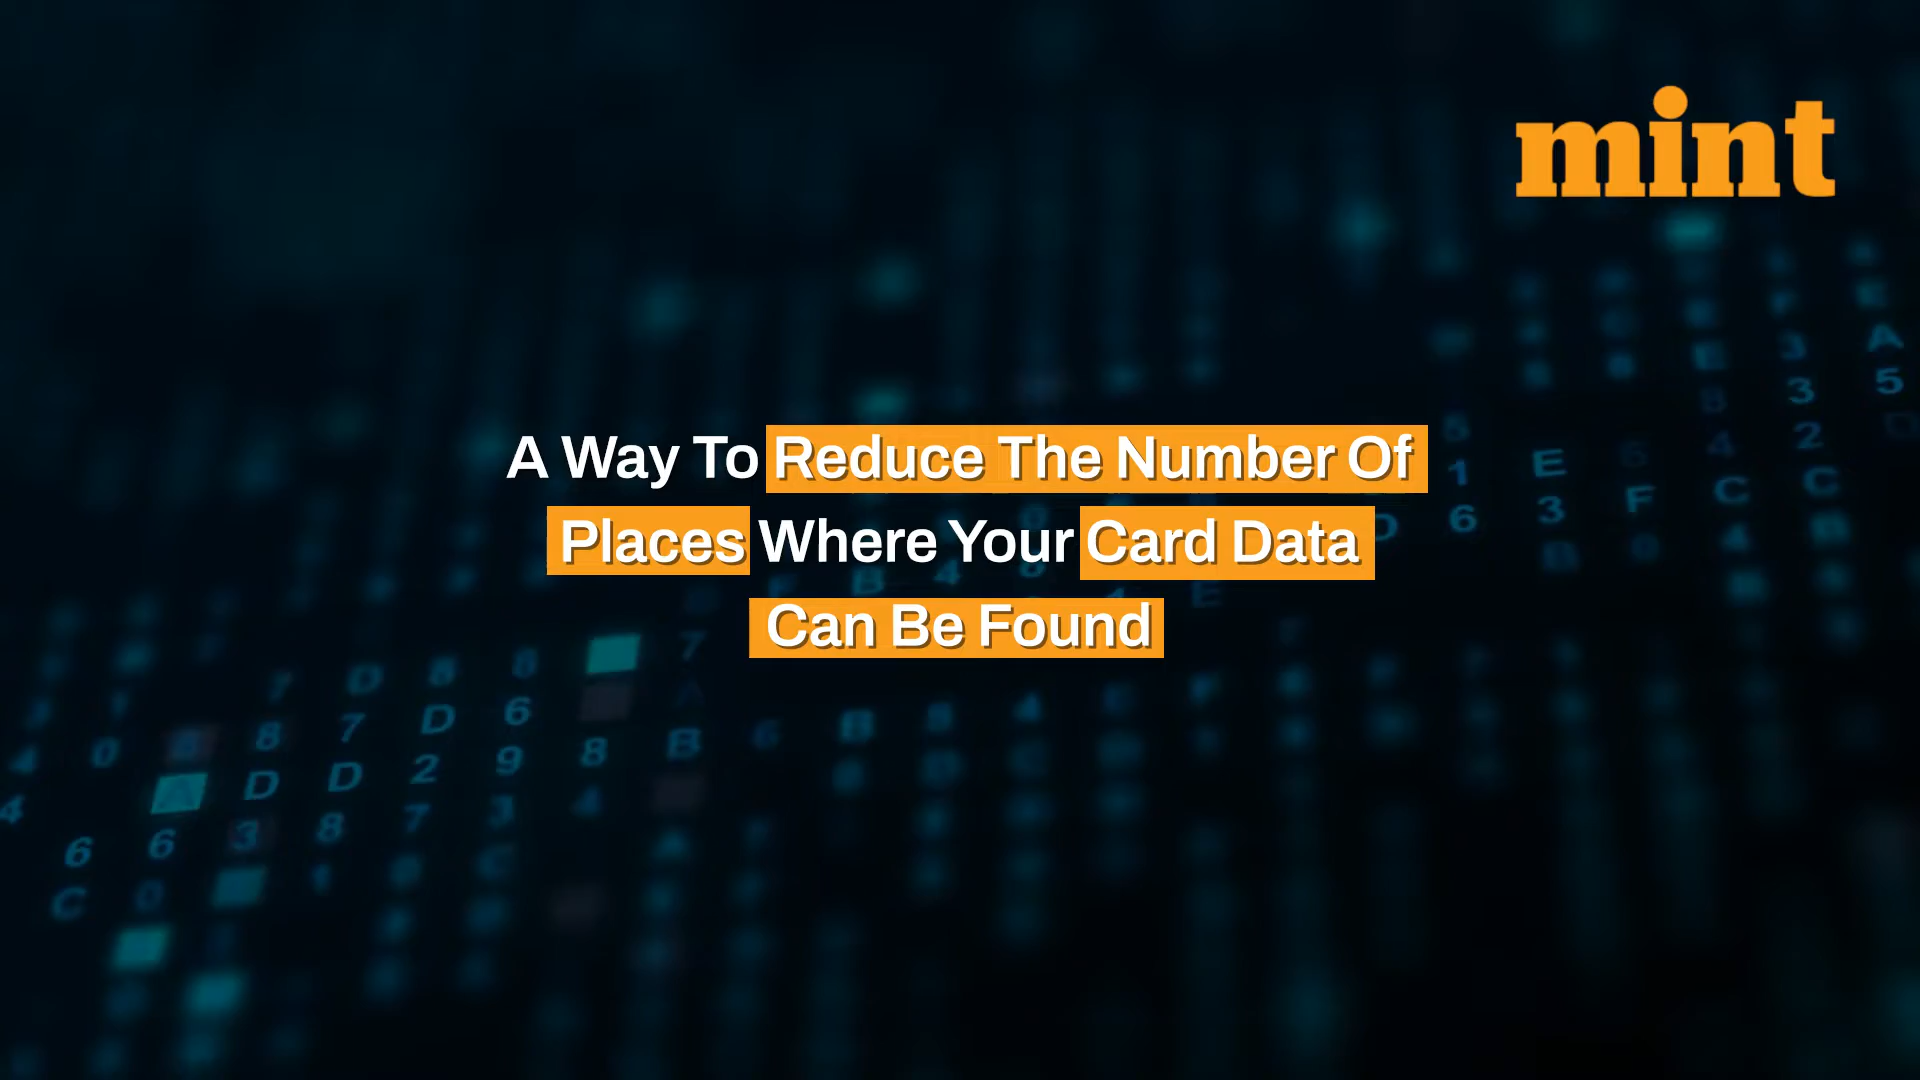 mint
A Way To Reduce The Number Of
Places Where Your Card Data
Can Be Found